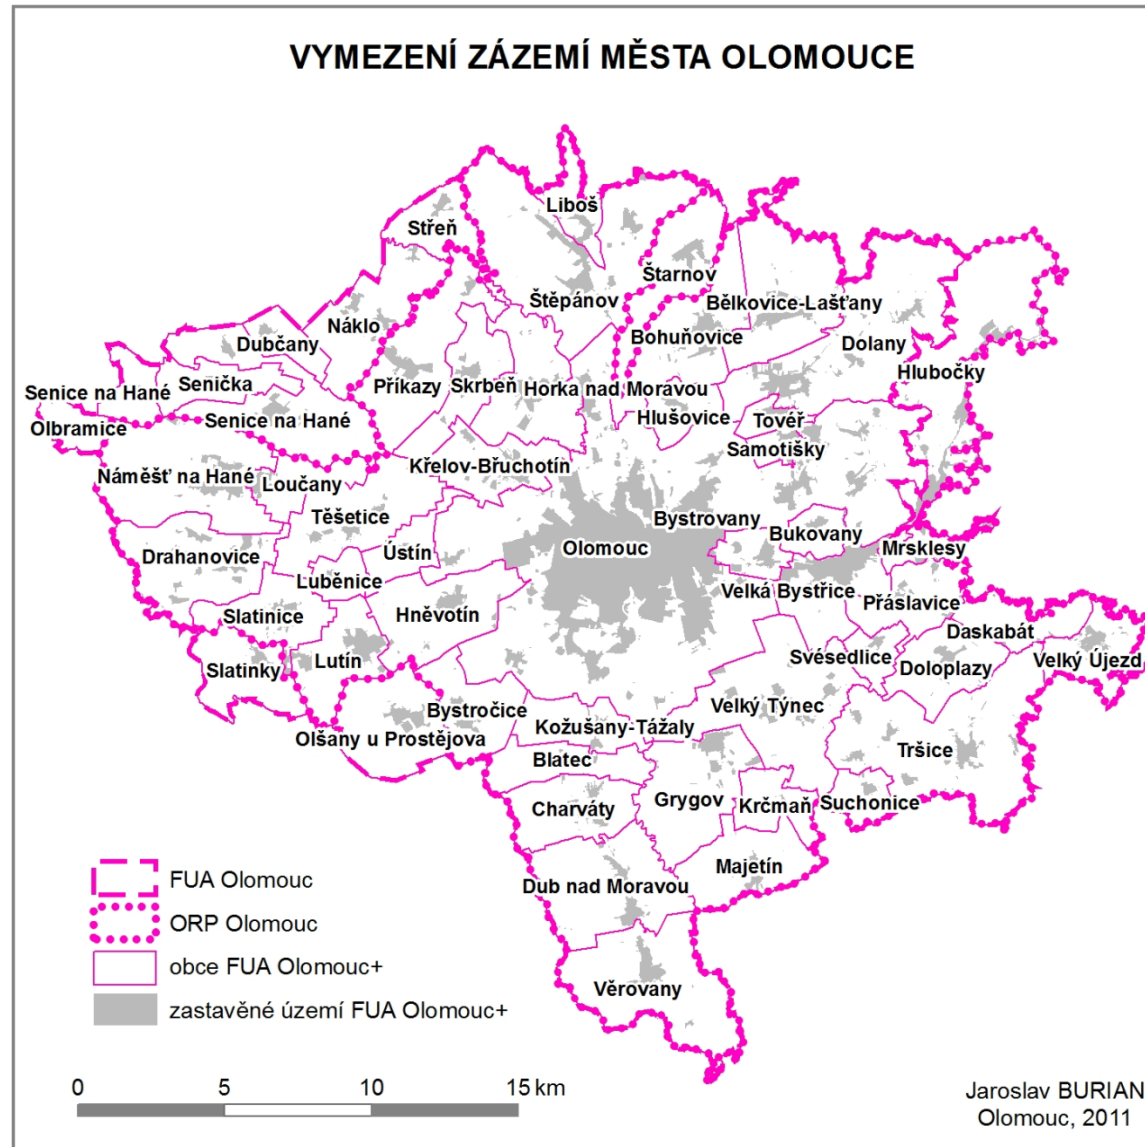 VYMEZENÍ ZÁZEMÍ MĚSTA OLOMOUCE
Liboš
Střeň
Štarnov
Štěpánov
Bělkovice-Lašťany
Náklo
Bohuňovice
Dubčany
Dolany
Hlubočky
Senička
Příkazy
Skrbeň
Horka nad Moravou
Senice na Hané
Hlušovice
Senice na Hané
Tovéř
Olbramice
Samotišky
Křelov-Břuchotín
Náměšť na Hané
Loučany
Těšetice
Bystrovany
Bukovany
Olomouc
Mrsklesy
Ústín
Drahanovice
Luběnice
Velká Bystřice
Přáslavice
Hněvotín
Slatinice
Daskabát
Svésedlice
Velký Újezd
Lutín
Doloplazy
Slatinky
Velký Týnec
Bystročice
Kožušany-Tážaly
Olšany u Prostějova
Tršice
Blatec
Grygov
Krčmaň
Suchonice
Charváty
Majetín
Dub nad Moravou
Věrovany
FUA Olomouc
ORP Olomouc
obce FUA Olomouc+
zastavěné území FUA Olomouc+
0 5 10 15 km
Jaroslav BURIAN
Olomouc, 2011